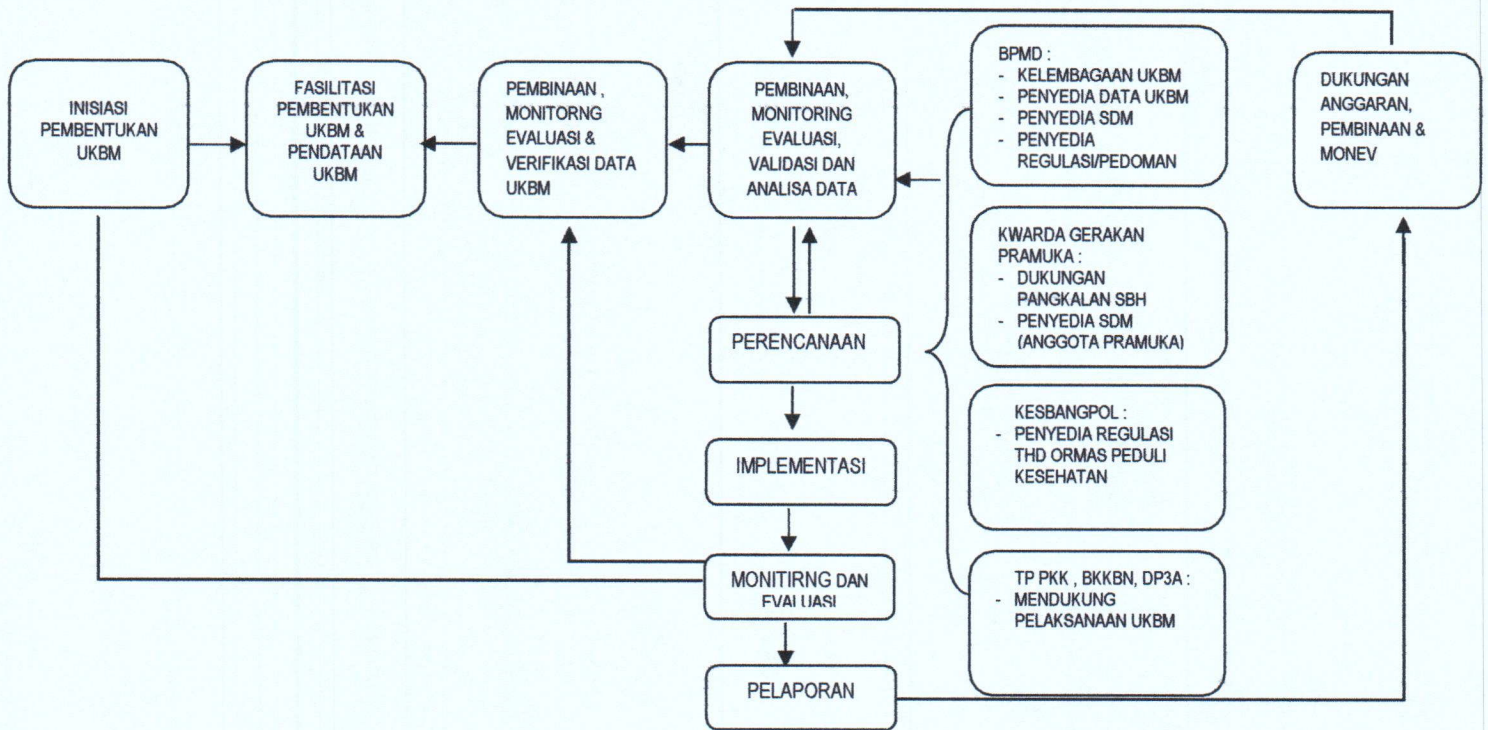 INISIASI
PEMBENTUKAN
UKBM
FASILITASI
PEMBENTUKAN
UKBM &
PENDATAAN
UKBM
PEMBINAAN ,
MONITORNG
EVALUASI &
VERIFIKASI DATA
UKBM
PEMBINAAN,
MONITORING
EVALUASI,
VALIDASI DAN
ANALISA DATA
BPMD :
- KELEMBAGAAN UKBM
- PENYEDIA DATA UKBM
- PENYEDIA SDM
- PENYEDIA
REGULASI/PEDOMAN
DUKUNGAN
ANGGARAN,
PEMBINAAN &
MONEV
KWARDA GERAKAN
PRAMUKA :
- DUKUNGAN
PANGKALAN SBH
- PENYEDIA SDM
(ANGGOTA PRAMUKA)
PERENCANAAN
KESBANGPOL :
- PENYEDIA REGULASI
THD ORMAS PEDULI
KESEHATAN
IMPLEMENTASI
MONITIRNG DAN
EVALUASI
TP PKK , BKKBN, DP3A :
- MENDUKUNG
PELAKSANAAN UKBM
PELAPORAN